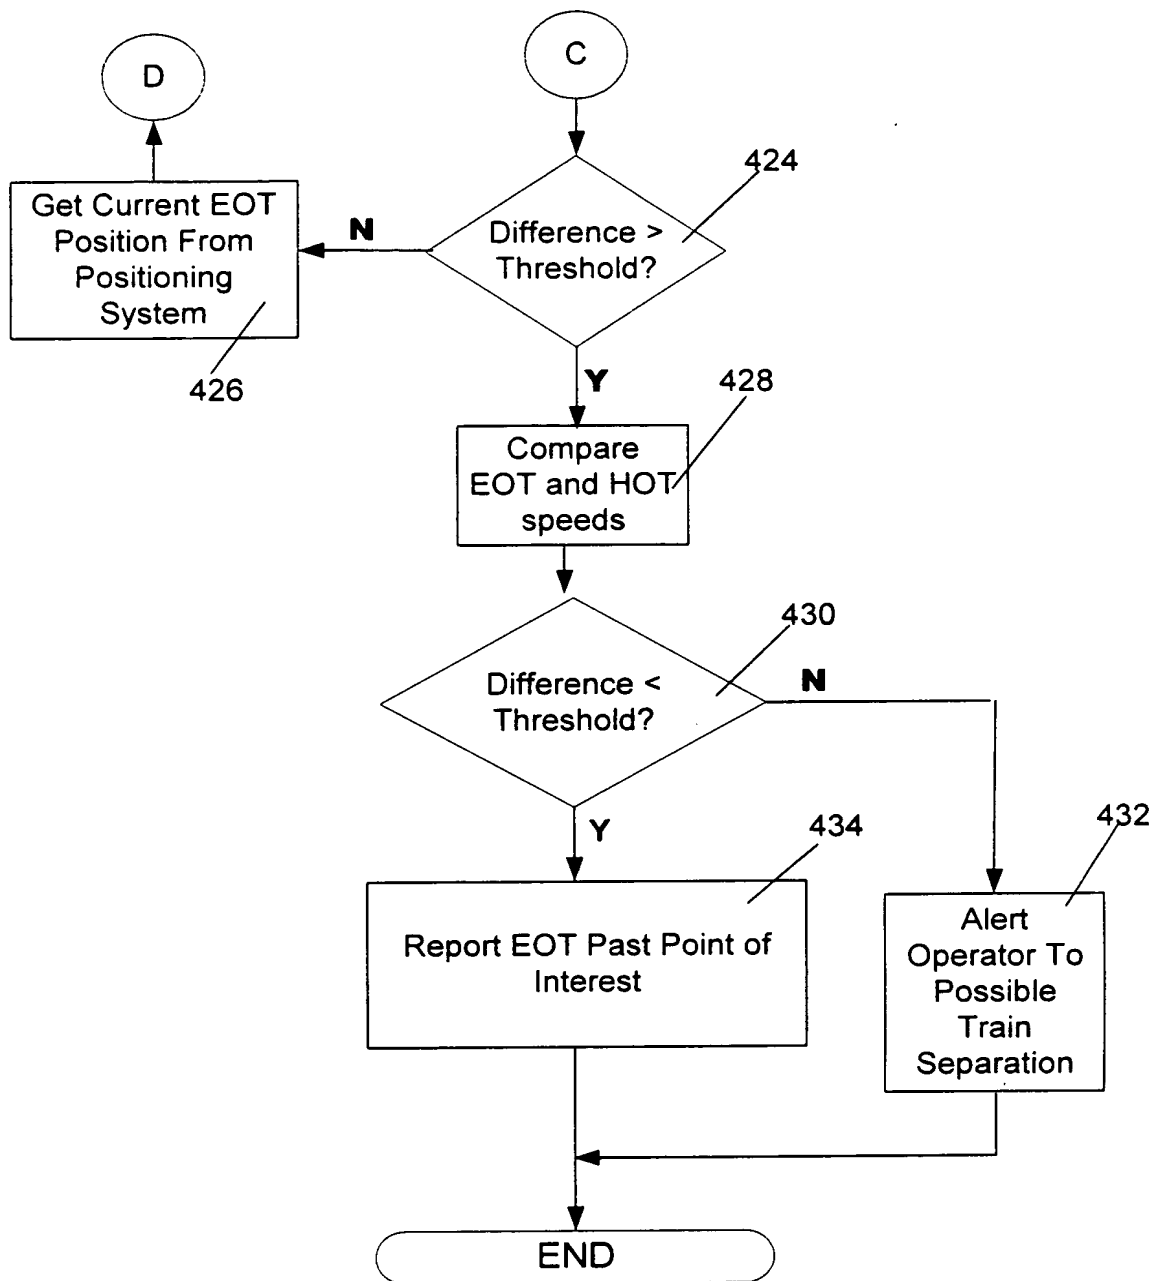 D
C
424
Get Current EOT
Position From
Positioning
System
N
Difference >
Threshold?
426
Y
428
Compare
EOT and HOT
speeds
430
Difference <
Threshold?
N
Y
434
432
Report EOT Past Point of
Interest
Alert
Operator To
Possible
Train
Separation
END